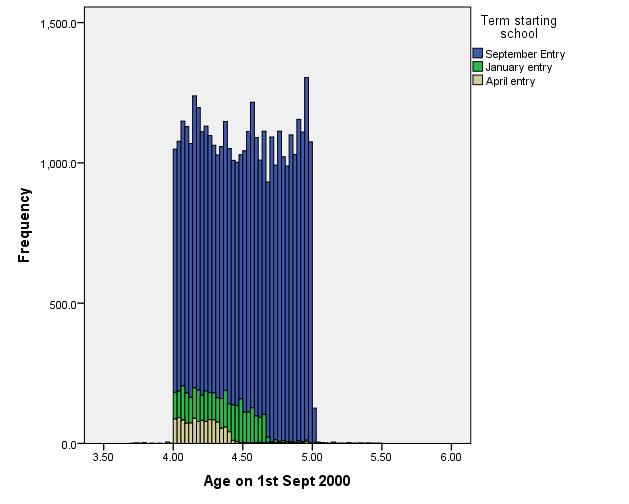 Term starting
school
September Entry
January entry
April entry
1,500.0
1,000.0
500.0
0.0
Frequency
3.50
4.00
4.50
5.00
5.50
6.00
Age on 1st Sept 2000